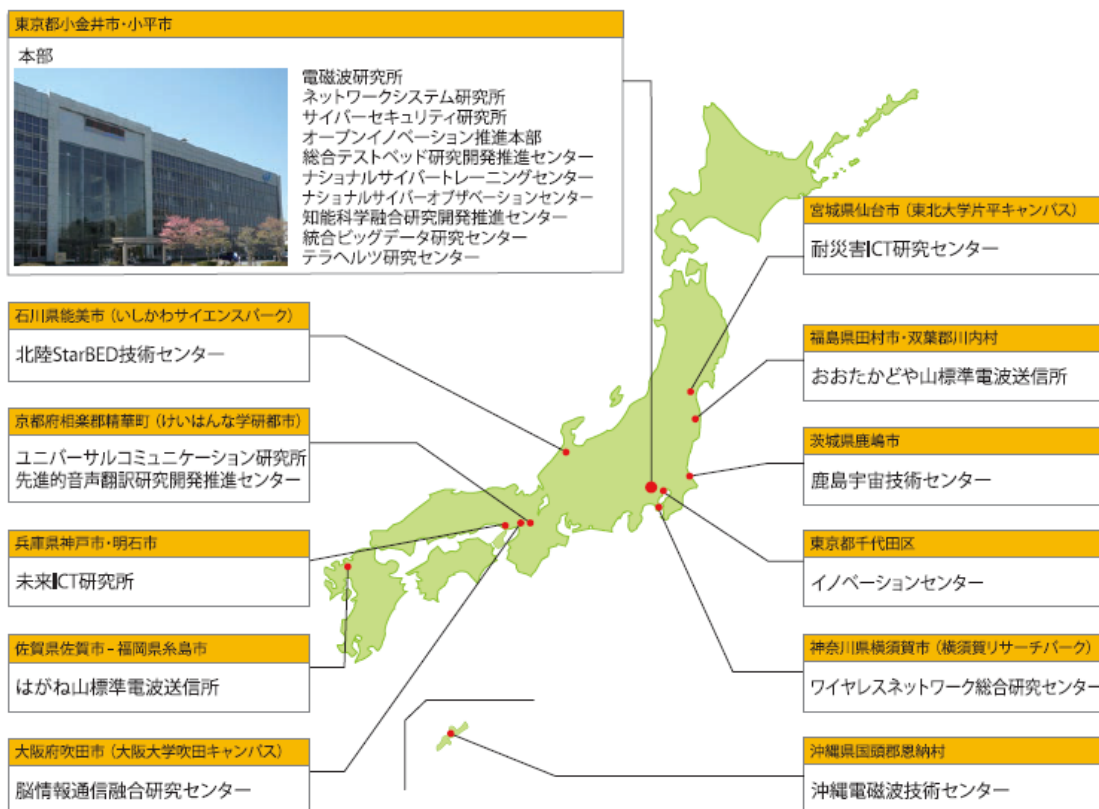 東京都小金井市・小平市
本部
電磁波研究所
ネットワークシステム研究所
サイバーセキュリティ研究所
オープンイノベーション推進本部
総合テストベッド研究開発推進センター
ナショナルサイバートレーニングセンター
ナショナルサイバーオブザベーションセンター
知能科学融合研究開発推進センター
統合ビッグデータ研究センター
テラヘルツ研究センター
石川県能美市（いしかわサイエンスパーク）
北陸StarBED技術センター
京都府相楽郡精華町（けいはんな学研都市）
ユニバーサルコミュニケーション研究所
先進的音声翻訳研究開発推進センター
兵庫県神戸市・明石市
未来ICT研究所
佐賀県佐賀市－福岡県糸島市
はがね山標準電波送信所
大阪府吹田市（大阪大学吹田キャンパス）
脳情報通信融合研究センター
宮城県仙台市（東北大学片平キャンパス）
耐災害ICT研究センター
福島県田村市・双葉郡川内村
おおたかどや山標準電波送信所
茨城県鹿嶋市
鹿島宇宙技術センター
東京都千代田区
イノベーションセンター
神奈川県横須賀市（横須賀リサーチパーク）
ワイヤレスネットワーク総合研究センター
沖縄県国頭郡恩納村
沖縄電磁波技術センター